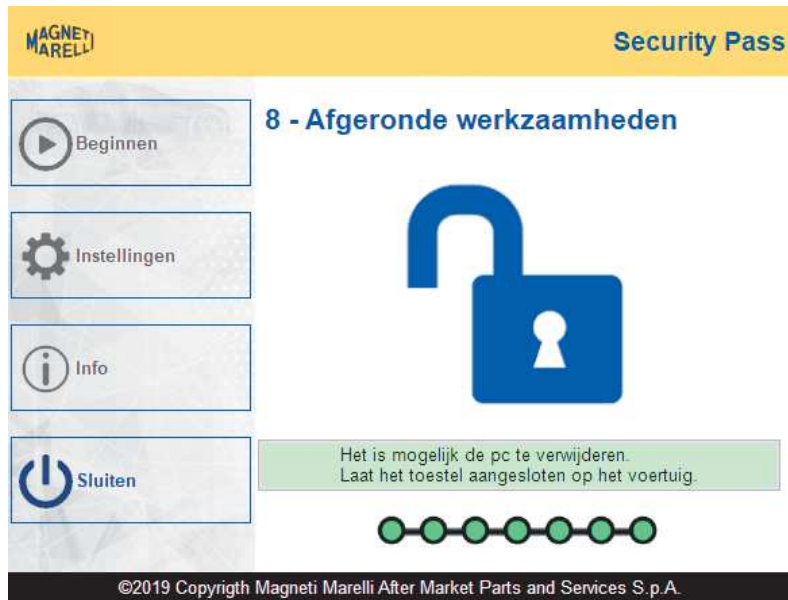 MAGNETI
MARELLI
Security Pass
Beginnen
Instellingen
Info
Sluiten
8 - Afgeronde werkzaamheden
Het is mogelijk de pc te verwijderen.
Laat het toestel aangesloten op het voertuig.
©2019 Copyrigth Magneti Marelli After Market Parts and Services S.p.A.